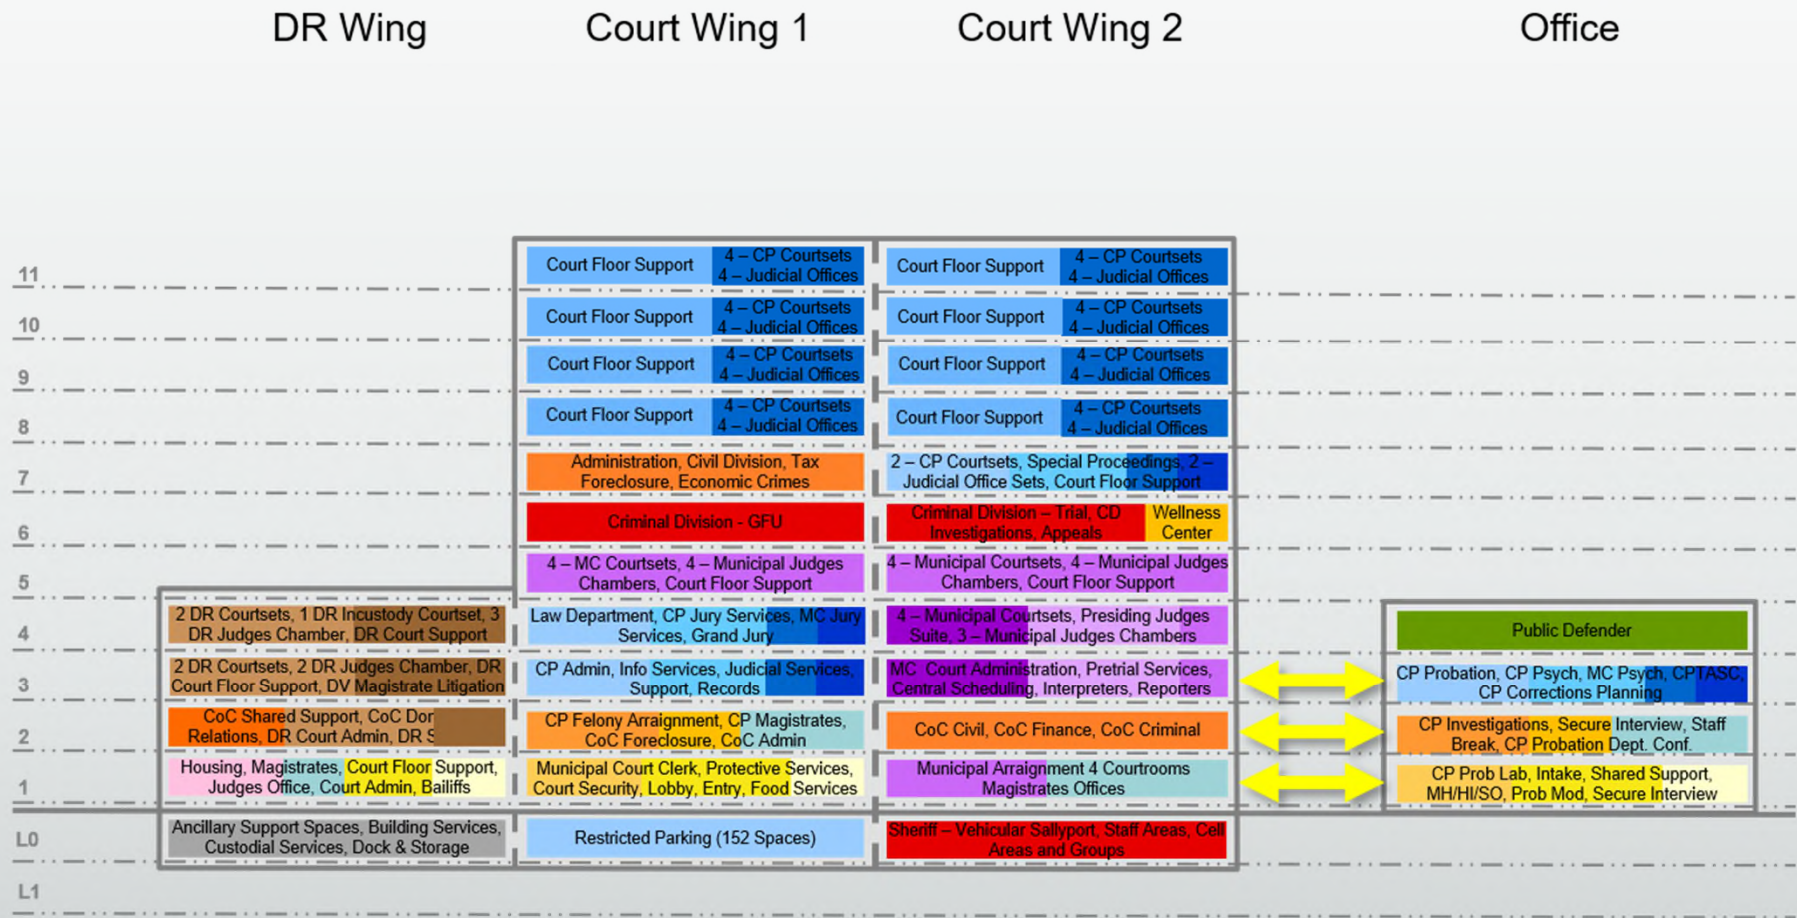 DR Wing
Court Wing 1
Court Wing 2
Office
11
Court Floor Support
4 – CP Courtsets
4 – Judicial Offices
Court Floor Support
4 – CP Courtsets
4 – Judicial Offices
10
Court Floor Support
4 – CP Courtsets
4 – Judicial Offices
Court Floor Support
4 – CP Courtsets
4 – Judicial Offices
9
Court Floor Support
4 – CP Courtsets
4 – Judicial Offices
Court Floor Support
4 – CP Courtsets
4 – Judicial Offices
8
Court Floor Support
4 – CP Courtsets
4 – Judicial Offices
Court Floor Support
4 – CP Courtsets
4 – Judicial Offices
7
Administration, Civil Division, Tax
Foreclosure, Economic Crimes
2 – CP Courtsets, Special Proceedings, 2 –
Judicial Office Sets, Court Floor Support
6
Criminal Division - GFU
Criminal Division – Trial, CD
Investigations, Appeals
Wellness
Center
5
4 – MC Courtsets, 4 – Municipal Judges
Chambers, Court Floor Support
4 – Municipal Courtsets, 4 – Municipal Judges
Chambers, Court Floor Support
4
2 DR Courtsets, 1 DR Incustody Courtset, 3
DR Judges Chamber, DR Court Support
Law Department, CP Jury Services, MC Jury
Services, Grand Jury
4 – Municipal Courtsets, Presiding Judges
Suite, 3 – Municipal Judges Chambers
Public Defender
3
2 DR Courtsets, 2 DR Judges Chamber, DR
Court Floor Support, DV Magistrate Litigation
CP Admin, Info Services, Judicial Services,
Support, Records
MC Court Administration, Pretrial Services,
Central Scheduling, Interpreters, Reporters
CP Probation, CP Psych, MC Psych, CPTASC,
CP Corrections Planning
2
CoC Shared Support, CoC Dom
Relations, DR Court Admin, DR S
CP Felony Arraignment, CP Magistrates,
CoC Foreclosure, CoC Admin
CoC Civil, CoC Finance, CoC Criminal
CP Investigations, Secure Interview, Staff
Break, CP Probation Dept. Conf.
1
Housing, Magistrates, Court Floor Support,
Judges Office, Court Admin, Bailiffs
Municipal Court Clerk, Protective Services,
Court Security, Lobby, Entry, Food Services
Municipal Arraignment 4 Courtrooms
Magistrates Offices
CP Prob Lab, Intake, Shared Support,
MH/HI/SO, Prob Mod, Secure Interview
L0
Ancillary Support Spaces, Building Services,
Custodial Services, Dock & Storage
Restricted Parking (152 Spaces)
Sheriff – Vehicular Sallyport, Staff Areas, Cell
Areas and Groups
L1